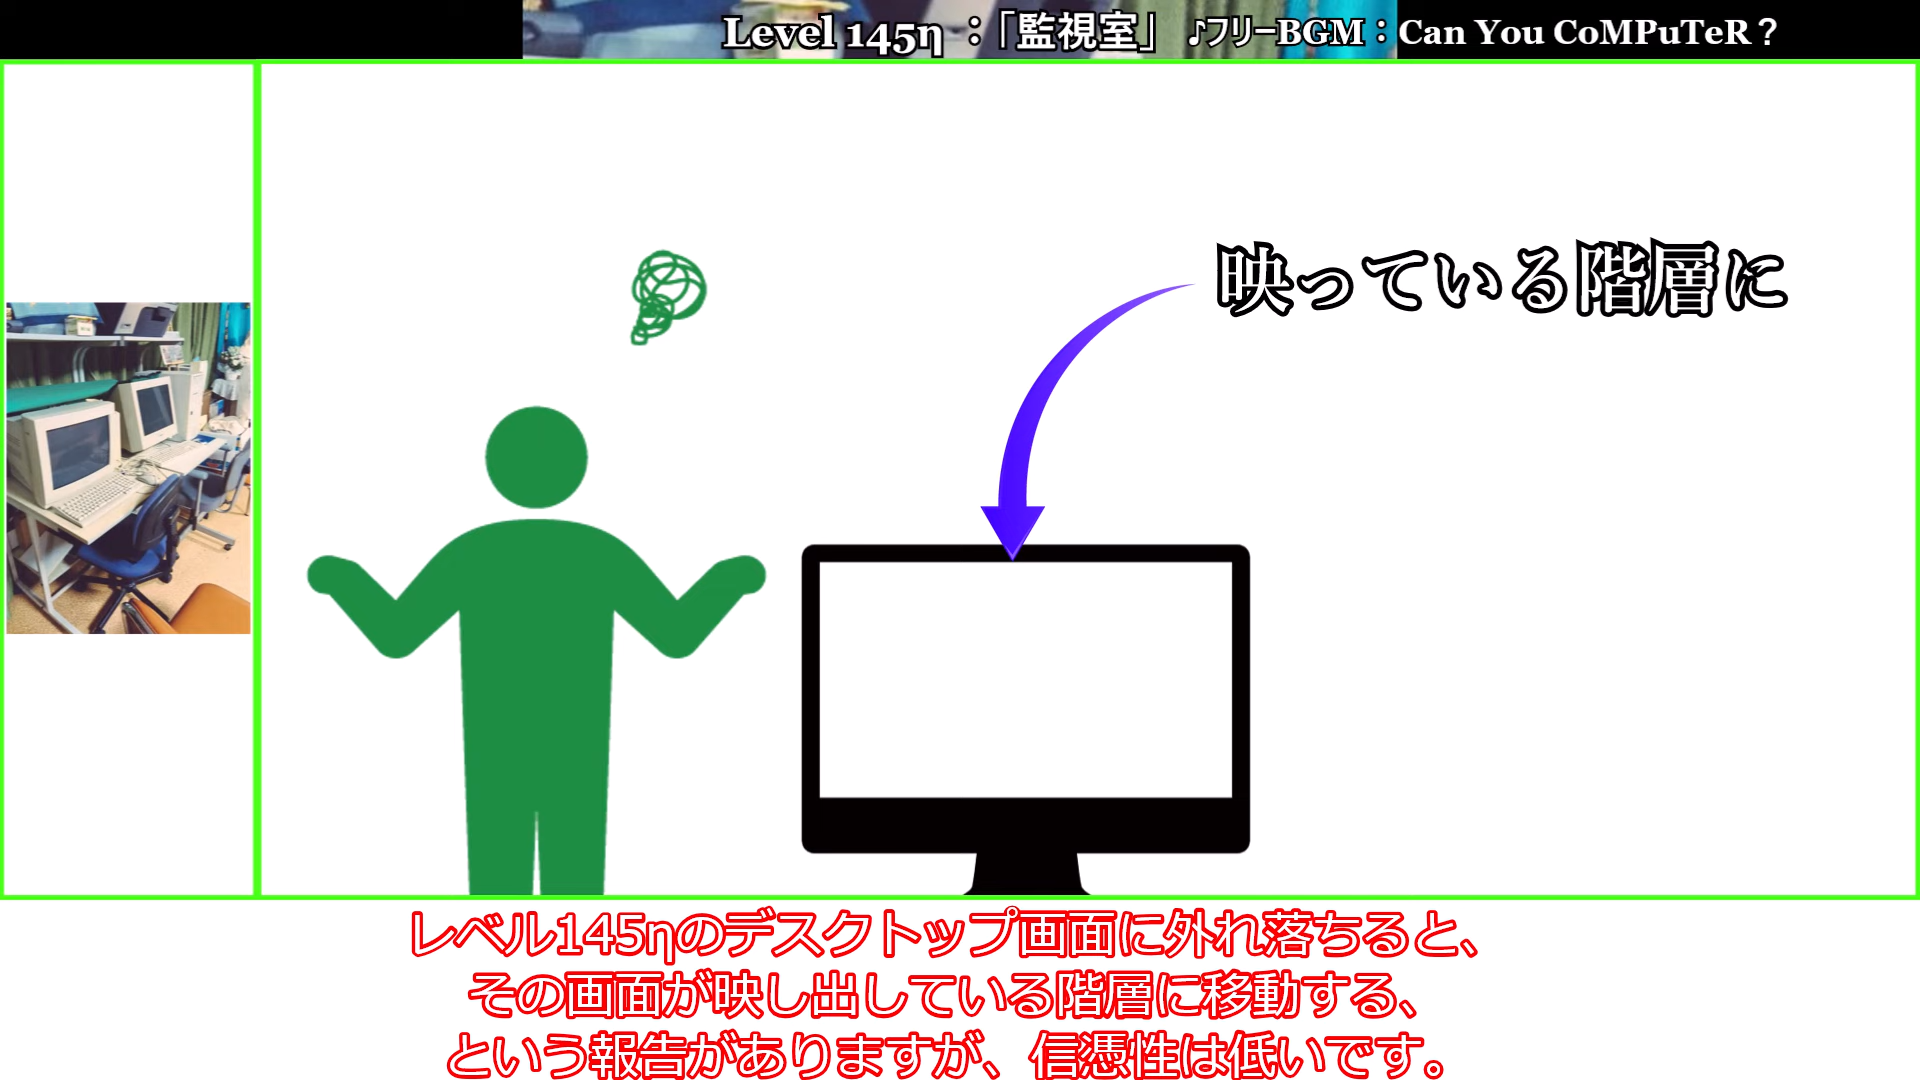 Level 145η ：「監視室」 ♪フリーBGM：Can You CoMPuTeR？
映っている階層に
レベル145ηのデスクトップ画面に外れ落ちると、
その画面が映し出している階層に移動する、
という報告がありますが、信憑性は低いです。